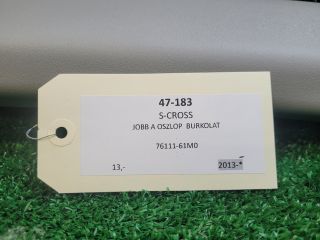 47-183
S-CROSS
JOBB A OSZLOP BURKOLAT
76111-61M0
13,- 2013-*